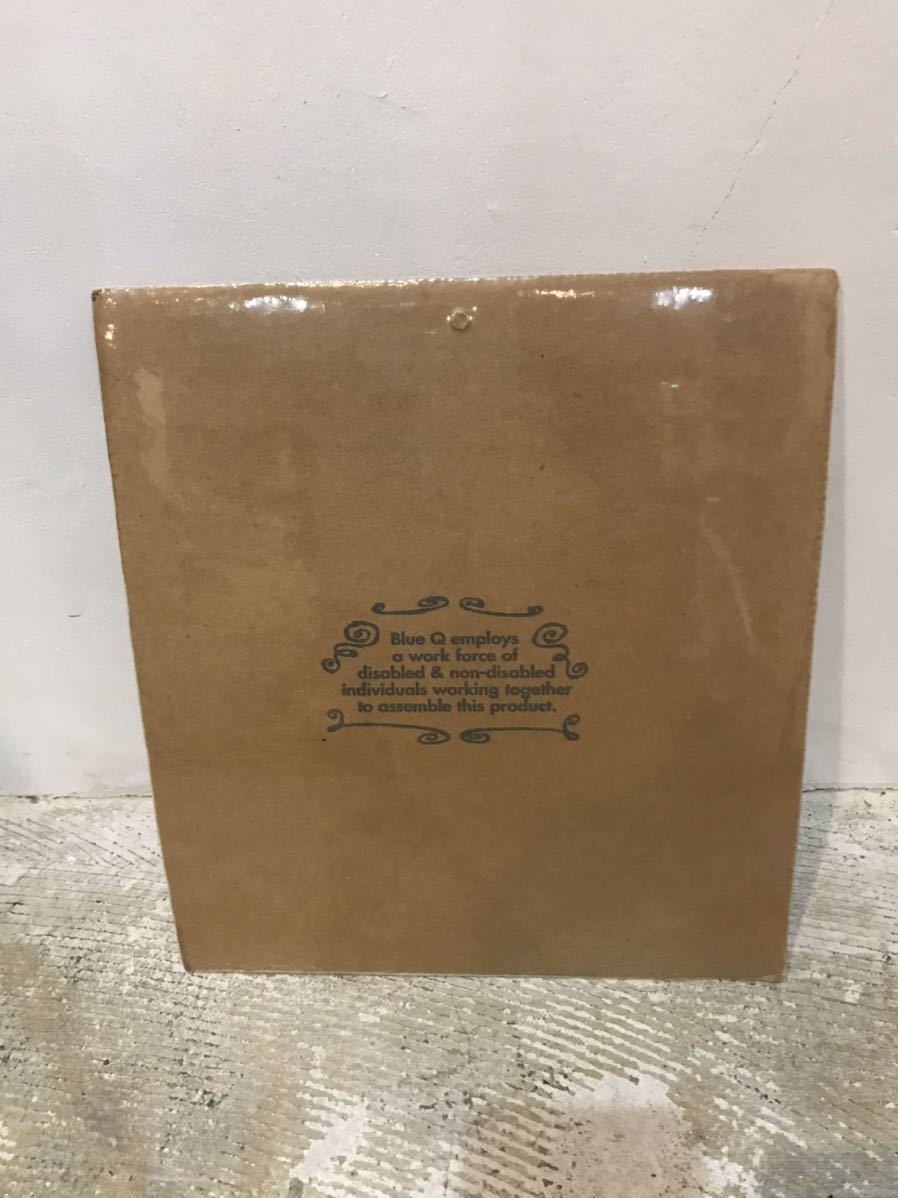 Blue Q employs
a work force of
disabled & non-disabled
individuals working together
to assemble this product.